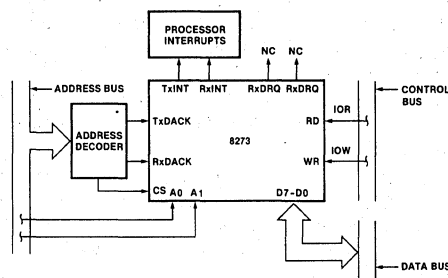 PROCESSOR
INTERRUPTS
NC NC
ADDRESS BUS
TxINT RxINT RxDRQ RxDRQ
CONTROL
BUS
IOR
TxDACK
RD
ADDRESS
DECODER
8273
IOW
RxDACK
WR
CS A0 A1
D7-D0
DATA BUS